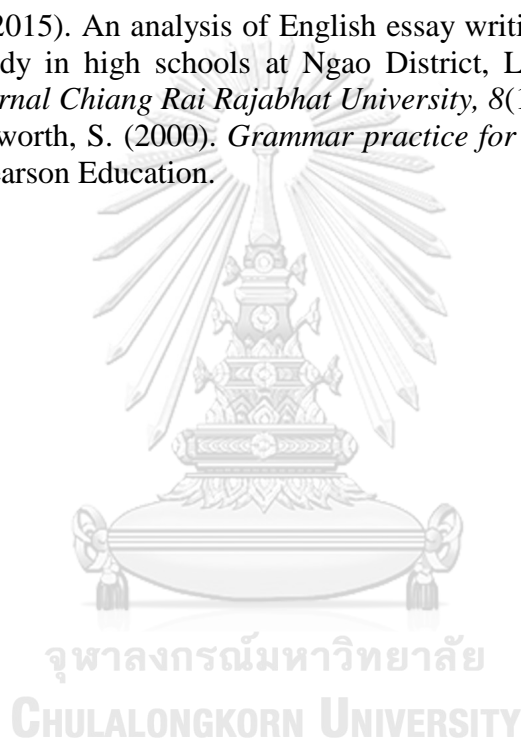 2015). An analysis of English essay writi
dy in high schools at Ngao District, L
rnal Chiang Rai Rajabhat University, 8(1
worth, S. (2000). Grammar practice for
arson Education.
จุฬาลงกรณ์มหาวิทยาลัย
CHULALONGKORN UNIVERSITY